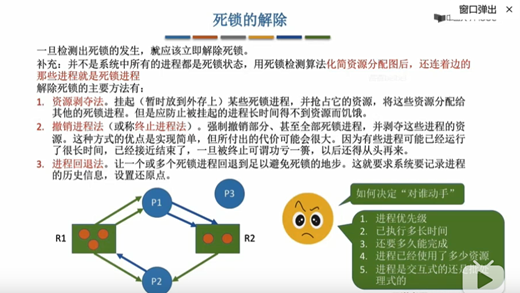 窗口弹出 ×
死锁的解除
一旦检测出死锁的发生，就应该立即解除死锁。
补充：并不是系统中所有的进程都是死锁状态，用死锁检测算法化简资源分配图后，还连着边的
那些进程就是死锁进程
解除死锁的主要方法有：
1. 资源剥夺法。挂起（暂时放到外存上）某些死锁进程，并抢占它的资源，将这些资源分配给
其他的死锁进程。但是应防止被挂起的进程长时间得不到资源而饥饿。
2. 撤销进程法（或称终止进程法）。强制撤销部分、甚至全部死锁进程，并剥夺这些进程的资
源。这种方式的优点是实现简单，但所付出的代价可能会很大。因为有些进程可能已经运行
了很长时间，已经接近结束了，一旦被终止可谓功亏一篑，以后还得从头再来。
3. 进程回退法。让一个或多个死锁进程回退到足以避免死锁的地步。这就要求系统要记录进程
的历史信息，设置还原点。
P1
P3
R1
R2
P2
如何决定“对谁动手”
1. 进程优先级
2. 已执行多长时间
3. 还要多久能完成
4. 进程已经使用了多少资源
5. 进程是交互式的还是批处
理式的